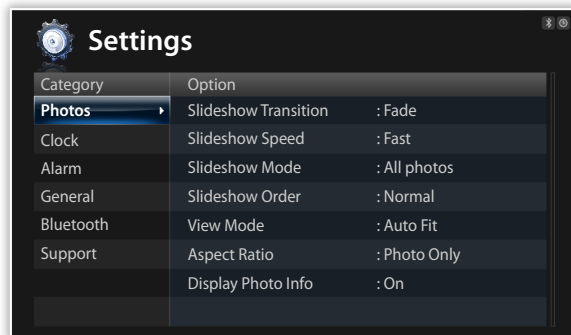 Settings
Category Option
Photos Slideshow Transition : Fade
Clock Slideshow Speed : Fast
Alarm Slideshow Mode : All photos
General Slideshow Order : Normal
Bluetooth View Mode : Auto Fit
Support Aspect Ratio : Photo Only
Display Photo Info : On